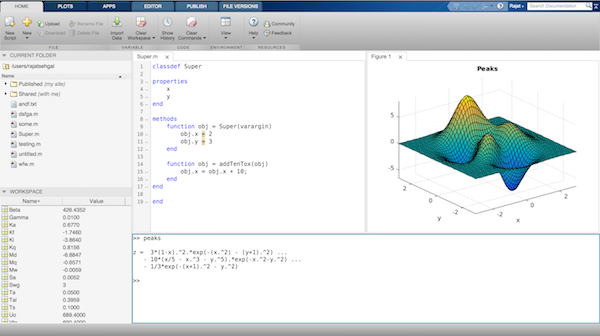 HOME PLOTS APPS EDITOR PUBLISH FILE VERSIONS Rajat Search Documentation
New Script New Upload Download Rename File Delete File Import Data Save Workspace Clear Workspace Show History Clear Commands View Help Community Feedback
FILE VARIABLE CODE ENVIRONMENT RESOURCES
CURRENT FOLDER
/users/rajatsehgal
Name
Published (my site)
Shared (with me)
andf.txt
dsfga.m
some.m
Super.m
testing.m
untitled.m
wfw.m
WORKSPACE
Name Value
Beta 426.4352
Gamma 0.0100
Ka 0.6770
Kf -1.7460
Ki -3.8640
Kq 0.8156
Md -6.8847
Mq -0.6571
Mw -0.0059
Sa 0.0052
Swg 3
Ta 0.0500
Tal 0.3959
Ts 0.1000
Uo 689.4000
Super.m
1 classdef Super
2
3 properties
4 x
5 y
6 end
7
8 methods
9 function obj = Super(varargin)
10 obj.x = 2
11 obj.y = 3
12 end
13
14 function obj = addTenTox(obj)
15 obj.x = obj.x + 10;
16 end
17 end
18
19 end
Figure 1
Peaks
5
0
-5
2
0
-2
y
-2
0
2
x
>> peaks
z = 3*(1-x).^2.*exp(-(x.^2) - (y+1).^2) ...
- 10*(x/5 - x.^3 - y.^5).*exp(-x.^2-y.^2) ...
- 1/3*exp(-(x+1).^2 - y.^2)
>>